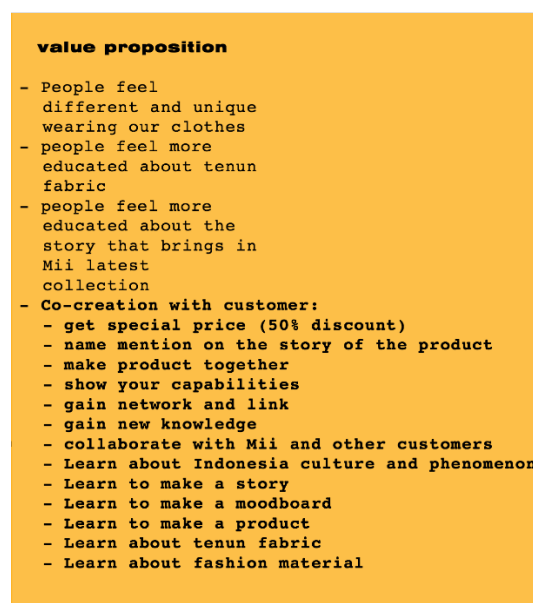 value proposition
- People feel
different and unique
wearing our clothes
- people feel more
educated about tenun
fabric
- people feel more
educated about the
story that brings in
Mii latest
collection
- Co-creation with customer:
- get special price (50% discount)
- name mention on the story of the product
- make product together
- show your capabilities
- gain network and link
- gain new knowledge
- collaborate with Mii and other customers
- Learn about Indonesia culture and phenomenon
- Learn to make a story
- Learn to make a moodboard
- Learn to make a product
- Learn about tenun fabric
- Learn about fashion material